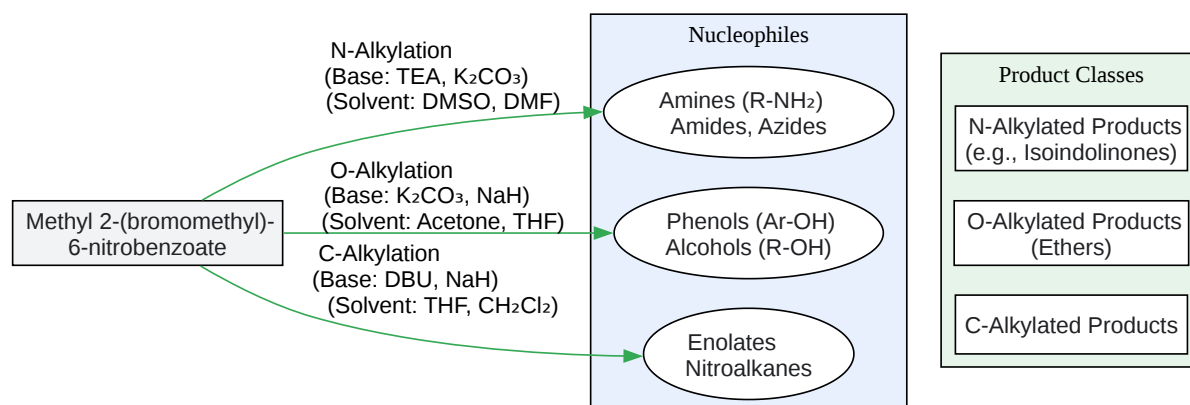 N-Alkylation
(Base: TEA, K₂CO₃)
(Solvent: DMSO, DMF)
O-Alkylation
(Base: K₂CO₃, NaH)
(Solvent: Acetone, THF)
C-Alkylation
(Base: DBU, NaH)
(Solvent: THF, CH₂Cl₂)
Methyl 2-(bromomethyl)-
6-nitrobenzoate
Nucleophiles
Amines (R-NH₂)
Amides, Azides
Phenols (Ar-OH)
Alcohols (R-OH)
Enolates
Nitroalkanes
Product Classes
N-Alkylated Products
(e.g., Isoindolinones)
O-Alkylated Products
(Ethers)
C-Alkylated Products